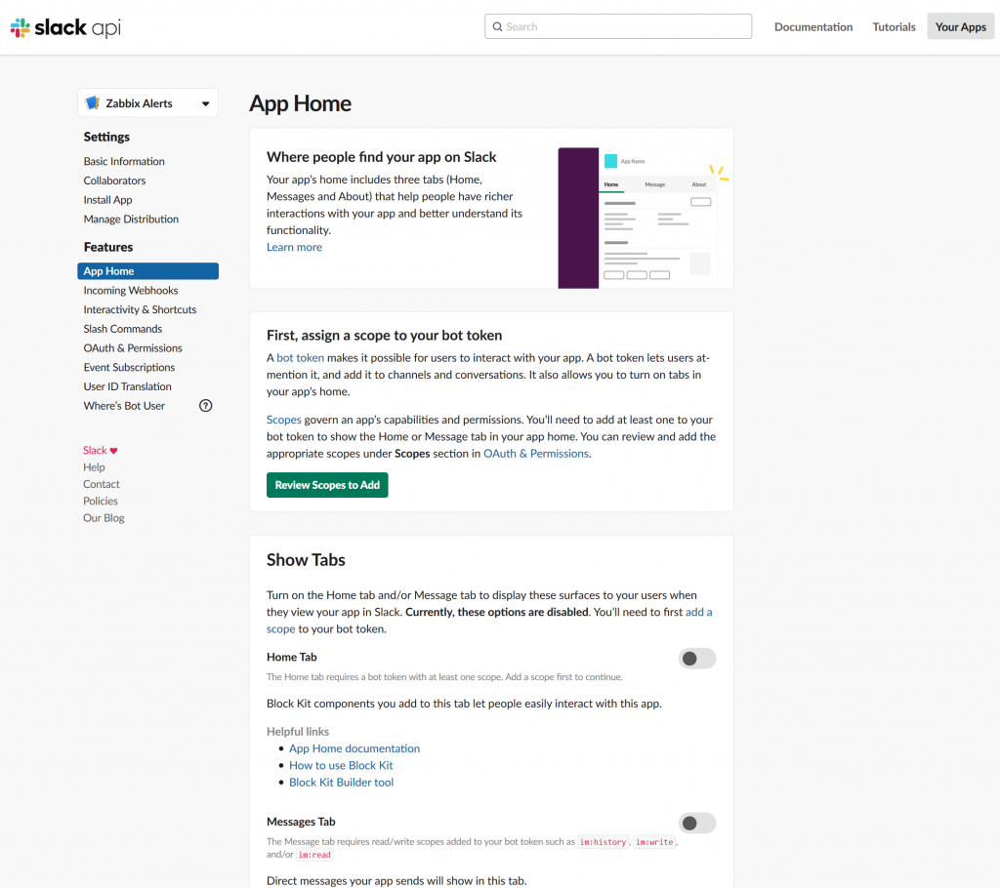 slack api
Search
Documentation
Tutorials
Your Apps
Zabbix Alerts
Settings
Basic Information
Collaborators
Install App
Manage Distribution
Features
App Home
Incoming Webhooks
Interactivity & Shortcuts
Slash Commands
OAuth & Permissions
Event Subscriptions
User ID Translation
Where's Bot User
?
Slack
Help
Contact
Policies
Our Blog
App Home
Where people find your app on Slack
Your app's home includes three tabs (Home,
Messages and About) that help people have richer
interactions with your app and better understand its
functionality.
Learn more
App Name
Home
Message
About
First, assign a scope to your bot token
A bot token makes it possible for users to interact with your app. A bot token lets users at-
mention it, and add it to channels and conversations. It also allows you to turn on tabs in
your app's home.
Scopes govern an app's capabilities and permissions. You'll need to add at least one to your
bot token to show the Home or Message tab in your app home. You can review and add the
appropriate scopes under Scopes section in OAuth & Permissions.
Review Scopes to Add
Show Tabs
Turn on the Home tab and/or Message tab to display these surfaces to your users when
they view your app in Slack. Currently, these options are disabled. You'll need to first add a
scope to your bot token.
Home Tab
The Home tab requires a bot token with at least one scope. Add a scope first to continue.
Block Kit components you add to this tab let people easily interact with this app.
Helpful links
• App Home documentation
• How to use Block Kit
• Block Kit Builder tool
Messages Tab
The Message tab requires read/write scopes added to your bot token such as im:history, im:write,
and/or im:read
Direct messages your app sends will show in this tab.